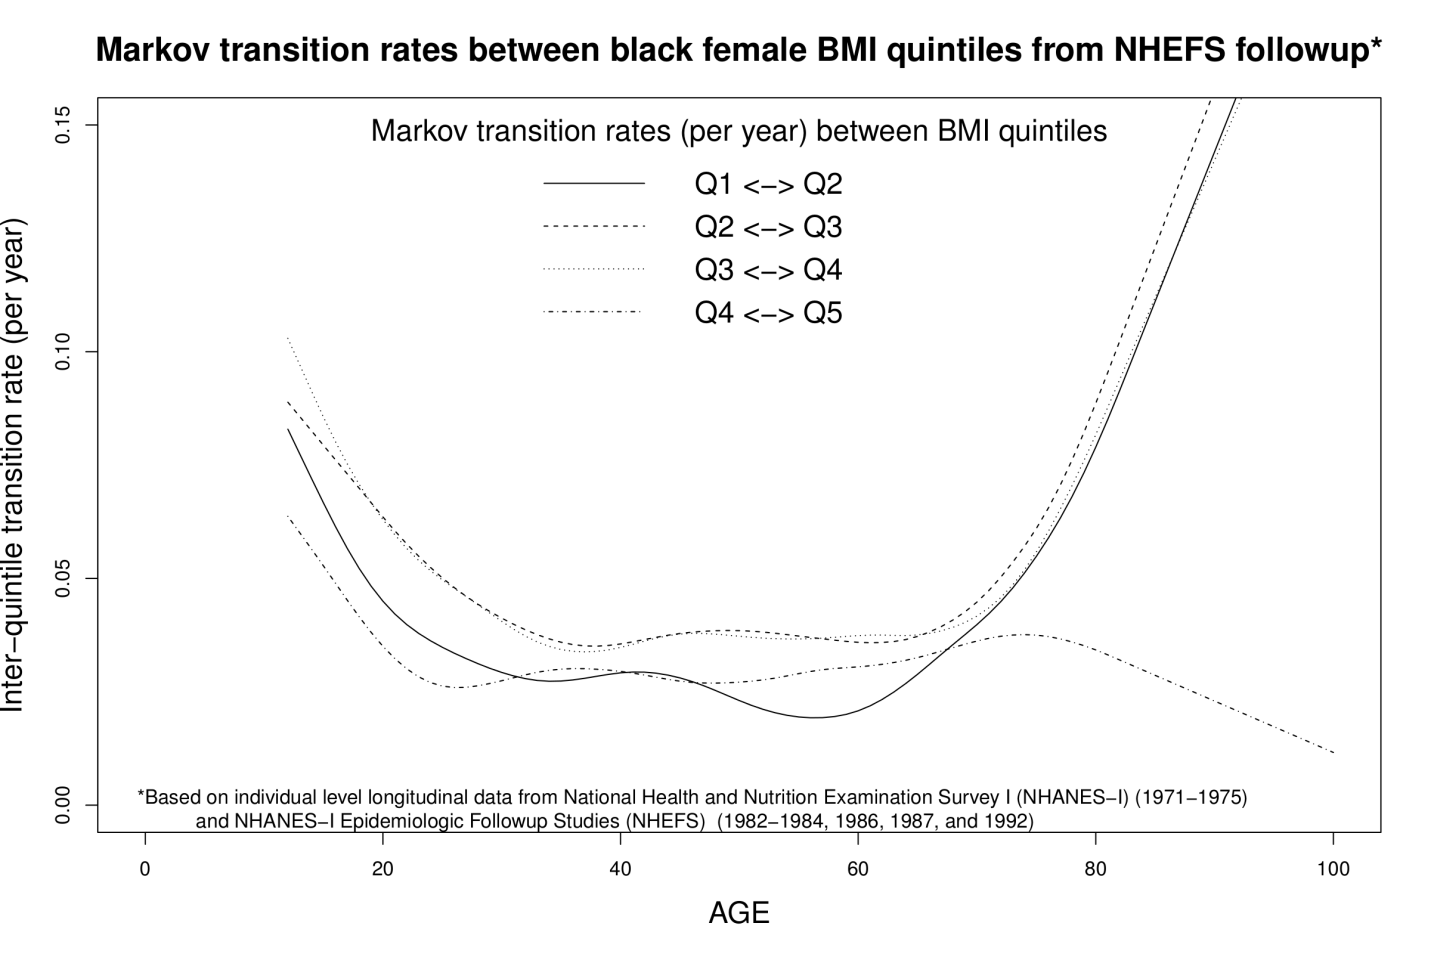 Markov transition rates between black female BMI quintiles from NHEFS followup*
Markov transition rates (per year) between BMI quintiles
Q1 <−> Q2
Q2 <−> Q3
Q3 <−> Q4
Q4 <−> Q5
Inter−quintile transition rate (per year)
0.15
0.10
0.05
0.00
*Based on individual level longitudinal data from National Health and Nutrition Examination Survey I (NHANES−I) (1971−1975)
and NHANES−I Epidemiologic Followup Studies (NHEFS)  (1982−1984, 1986, 1987, and 1992)
0 20 40 60 80 100
AGE